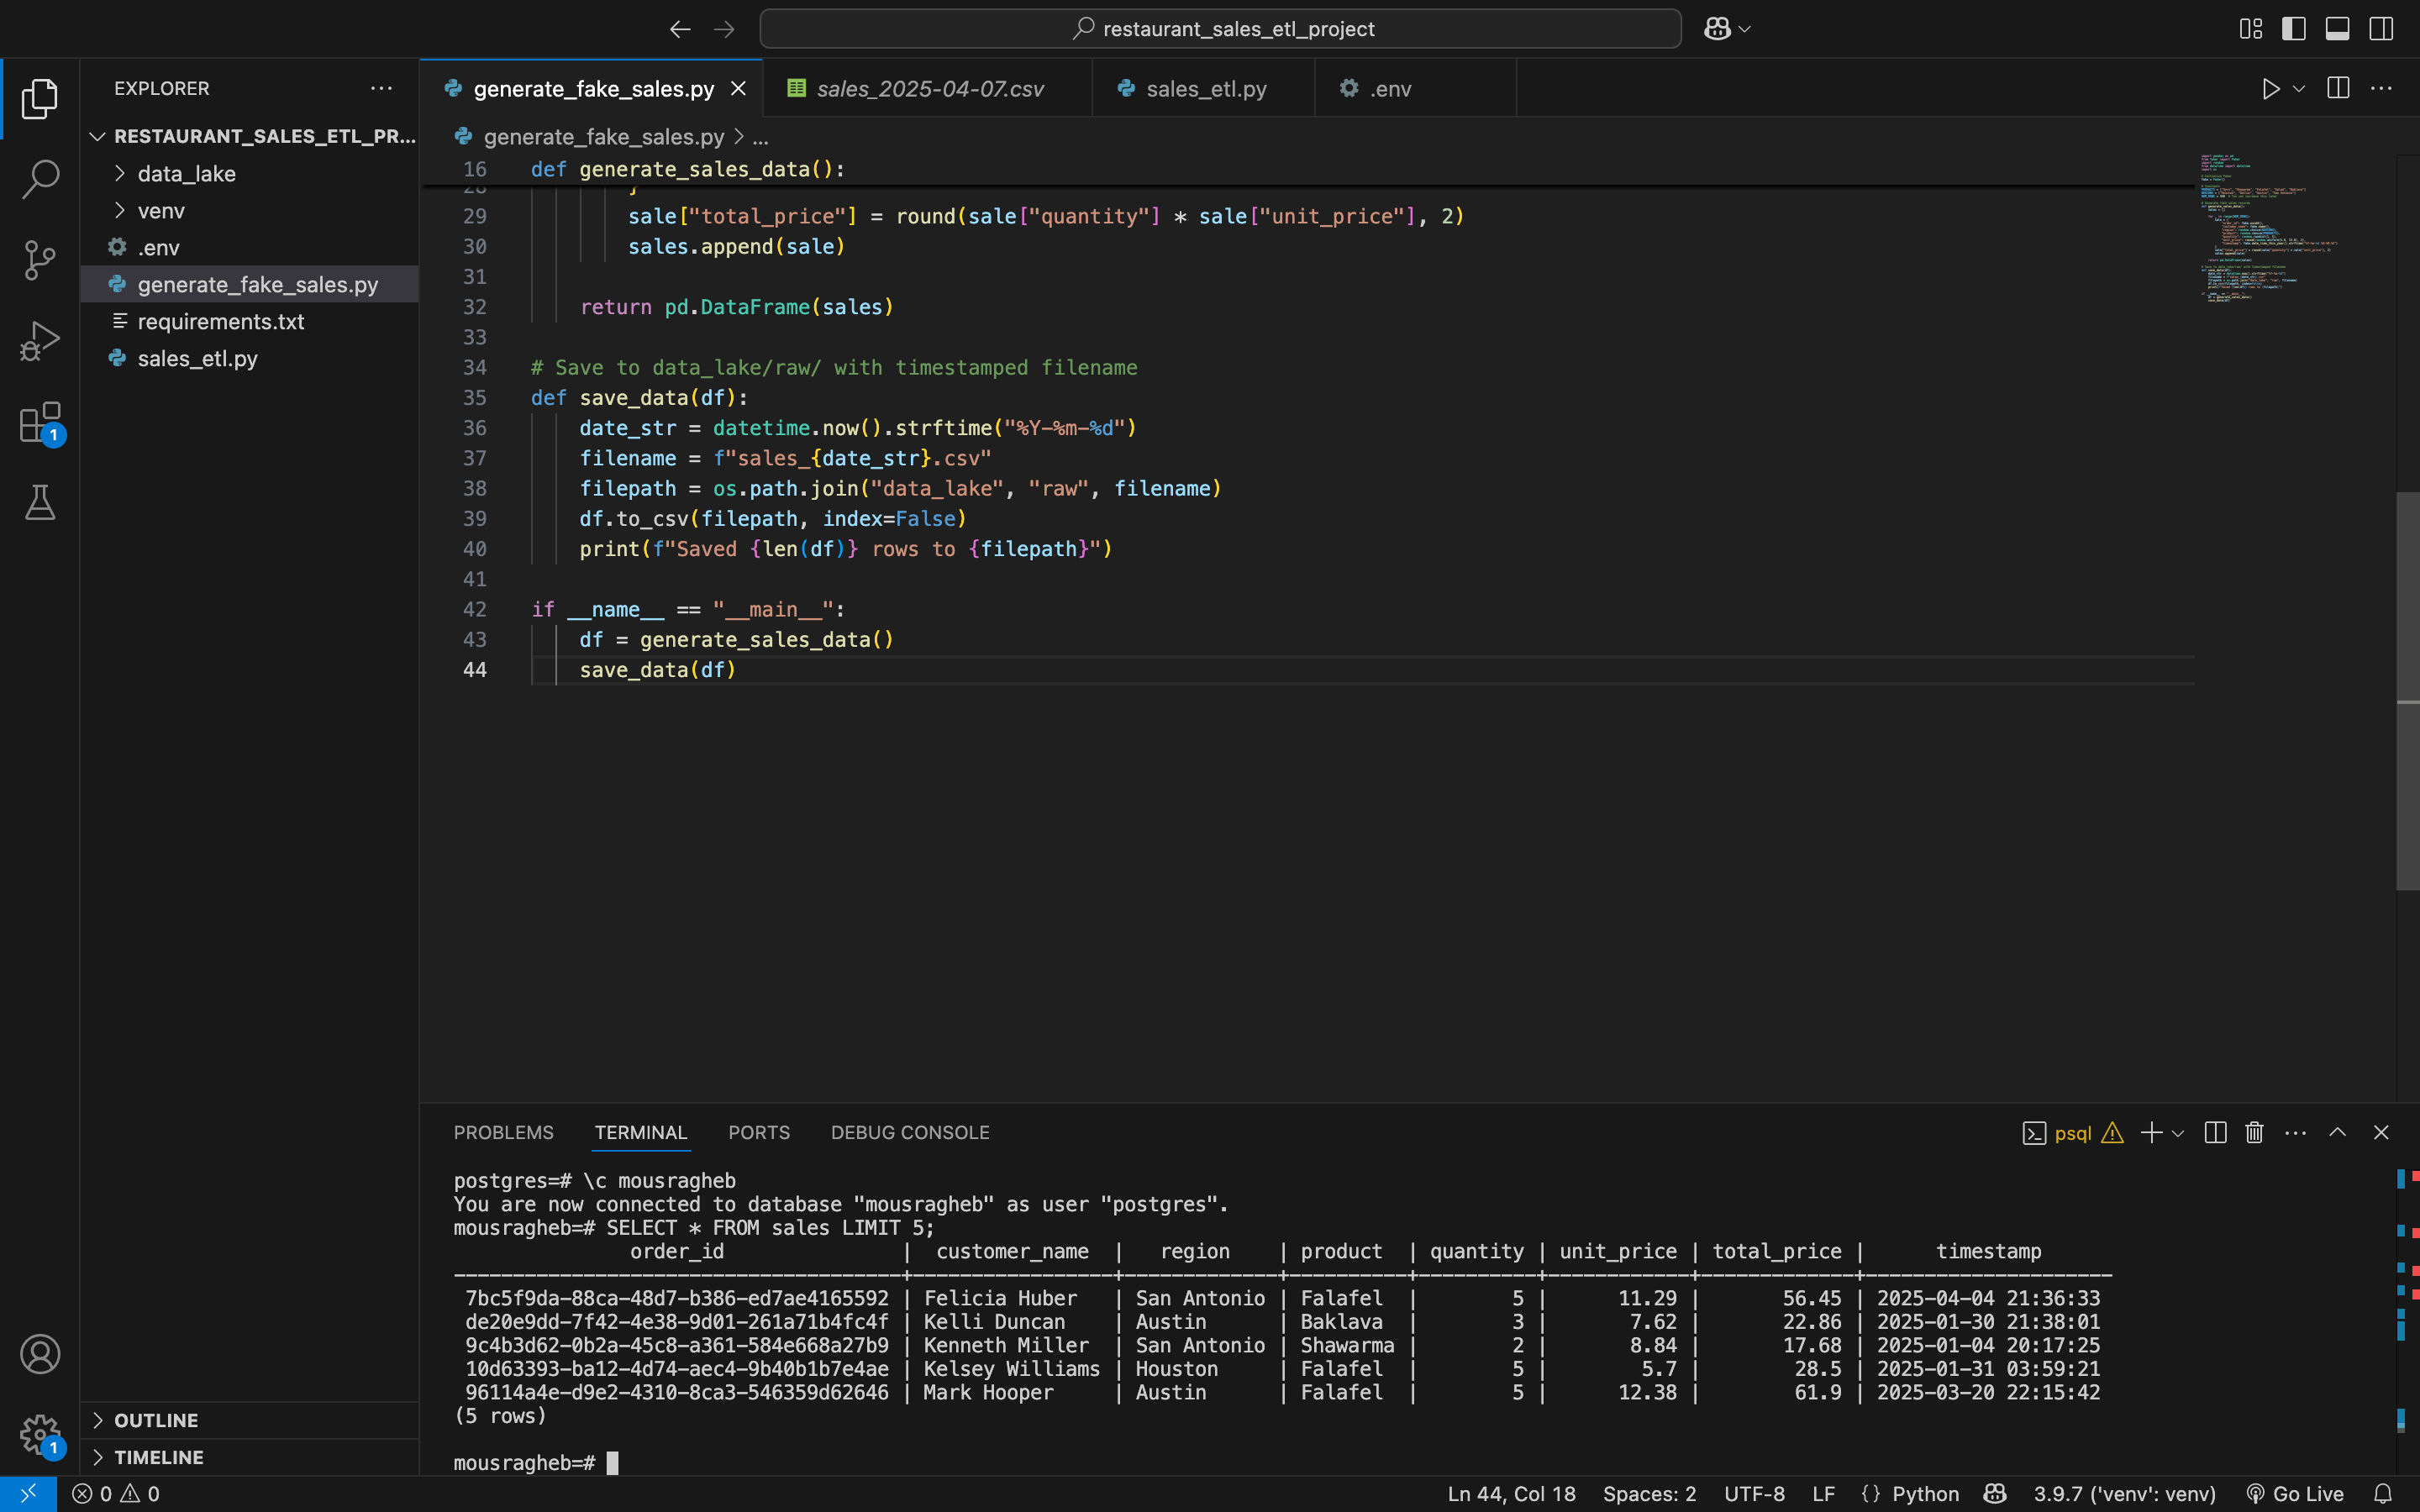 restaurant_sales_etl_project
EXPLORER
RESTAURANT_SALES_ETL_PR...
data_lake
venv
.env
generate_fake_sales.py
requirements.txt
sales_etl.py
OUTLINE
TIMELINE
generate_fake_sales.py
sales_2025-04-07.csv
sales_etl.py
.env
generate_fake_sales.py > ...
16 def generate_sales_data():
28 }
29 sale["total_price"] = round(sale["quantity"] * sale["unit_price"], 2)
30 sales.append(sale)
31
32 return pd.DataFrame(sales)
33
34 # Save to data_lake/raw/ with timestamped filename
35 def save_data(df):
36 date_str = datetime.now().strftime("%Y-%m-%d")
37 filename = f"sales_{date_str}.csv"
38 filepath = os.path.join("data_lake", "raw", filename)
39 df.to_csv(filepath, index=False)
40 print(f"Saved {len(df)} rows to {filepath}")
41
42 if __name__ == "__main__":
43 df = generate_sales_data()
44 save_data(df)
PROBLEMS TERMINAL PORTS DEBUG CONSOLE
psql
postgres=# \c mousragheb
You are now connected to database "mousragheb" as user "postgres".
mousragheb=# SELECT * FROM sales LIMIT 5;
order_id | customer_name | region | product | quantity | unit_price | total_price | timestamp
7bc5f9da-88ca-48d7-b386-ed7ae4165592 | Felicia Huber | San Antonio | Falafel | 5 | 11.29 | 56.45 | 2025-04-04 21:36:33
de20e9dd-7f42-4e38-9d01-261a71b4fc4f | Kelli Duncan | Austin | Baklava | 3 | 7.62 | 22.86 | 2025-01-30 21:38:01
9c4b3d62-0b2a-45c8-a361-584e668a27b9 | Kenneth Miller | San Antonio | Shawarma | 2 | 8.84 | 17.68 | 2025-01-04 20:17:25
10d63393-ba12-4d74-aec4-9b40b1b7e4ae | Kelsey Williams | Houston | Falafel | 5 | 5.7 | 28.5 | 2025-01-31 03:59:21
96114a4e-d9e2-4310-8ca3-546359d62646 | Mark Hooper | Austin | Falafel | 5 | 12.38 | 61.9 | 2025-03-20 22:15:42
(5 rows)
mousragheb=#
1
1
0 0
Ln 44, Col 18 Spaces: 2 UTF-8 LF {} Python 3.9.7 ('venv': venv) Go Live